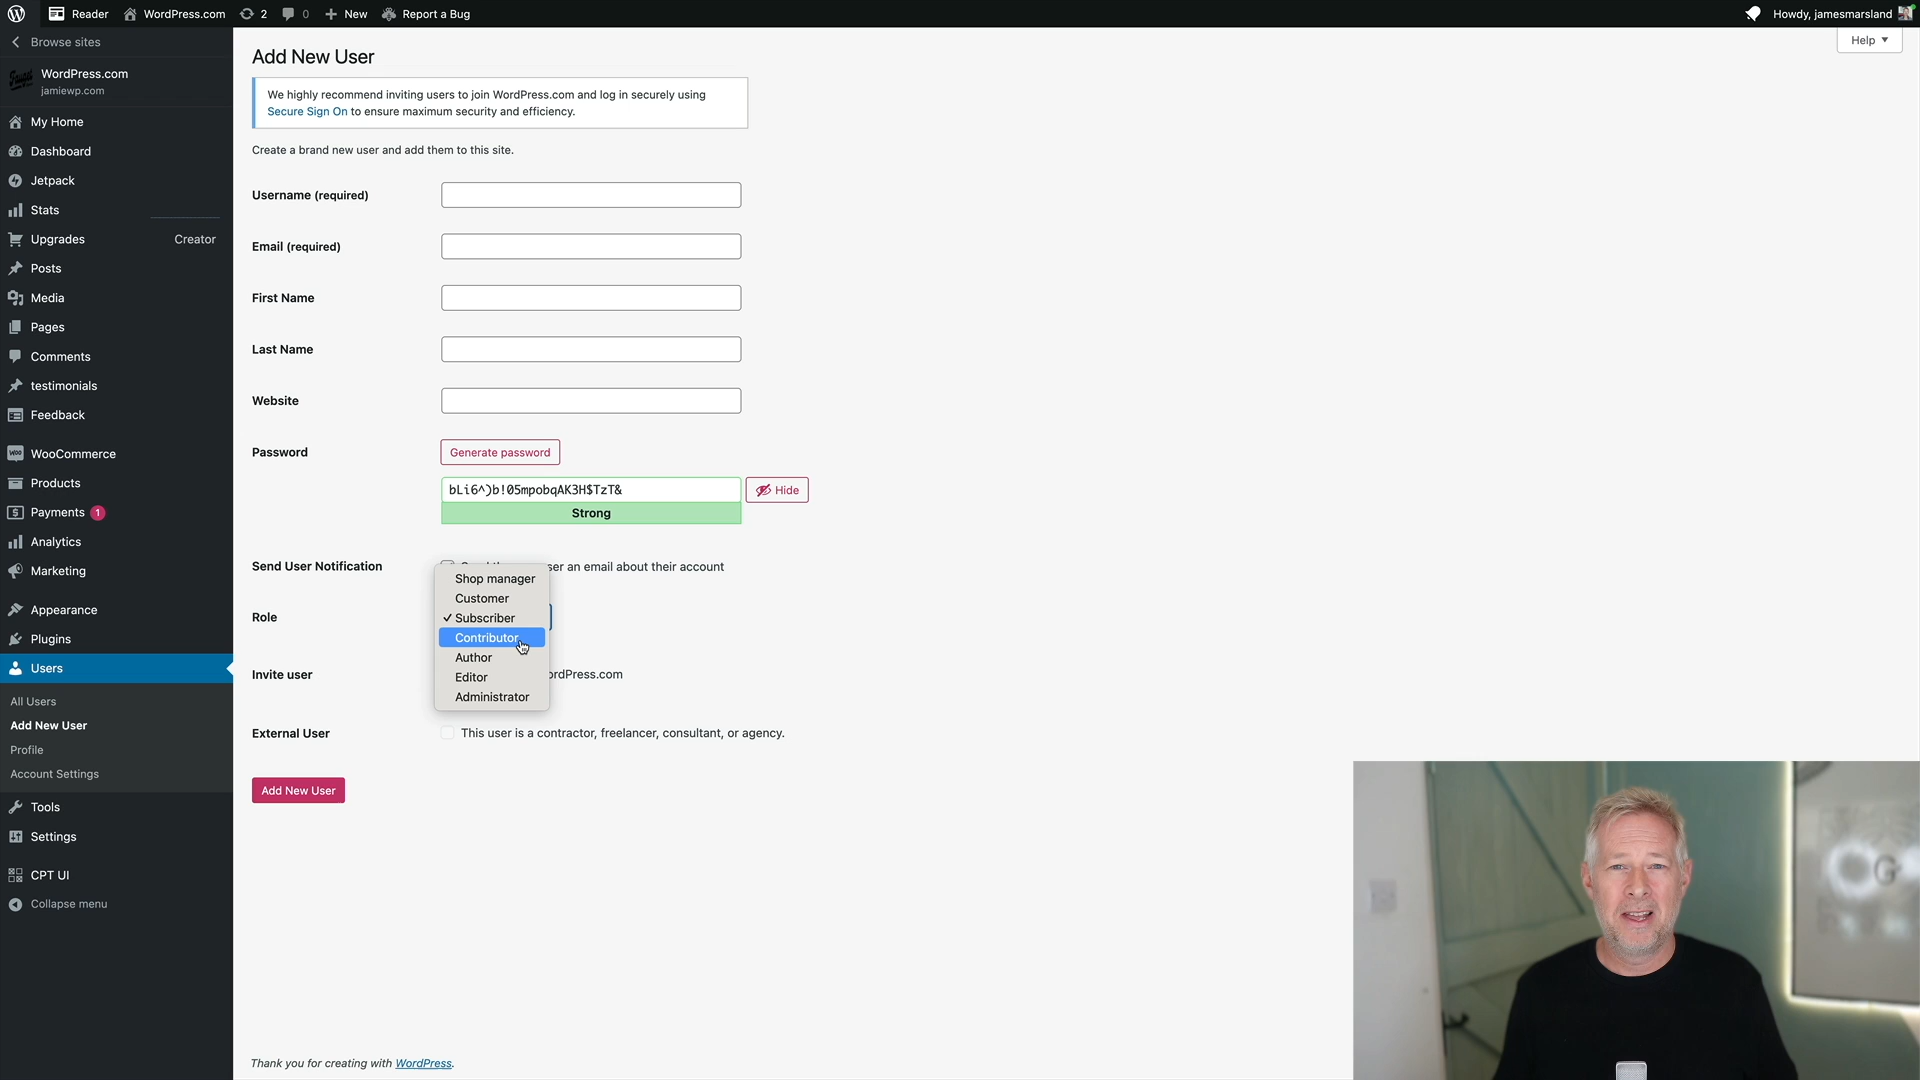 Reader
WordPress.com
2
0
New
Report a Bug
Howdy, jamesmarsland
Browse sites
WordPress.com
jamiewp.com
My Home
Dashboard
Jetpack
Stats
Upgrades
Creator
Posts
Media
Pages
Comments
testimonials
Feedback
WooCommerce
Products
Payments 1
Analytics
Marketing
Appearance
Plugins
Users
All Users
Add New User
Profile
Account Settings
Tools
Settings
CPT UI
Collapse menu
Help
Add New User
We highly recommend inviting users to join WordPress.com and log in securely using
Secure Sign On to ensure maximum security and efficiency.
Create a brand new user and add them to this site.
Username (required)
Email (required)
First Name
Last Name
Website
Password
Generate password
bLi6^)b!05mpobqAK3H$TzT&
Hide
Strong
Send User Notification
an email about their account
Role
Shop manager
Customer
Subscriber
Contributor
Author
Editor
Administrator
Invite user
ordPress.com
External User
This user is a contractor, freelancer, consultant, or agency.
Add New User
Thank you for creating with WordPress.